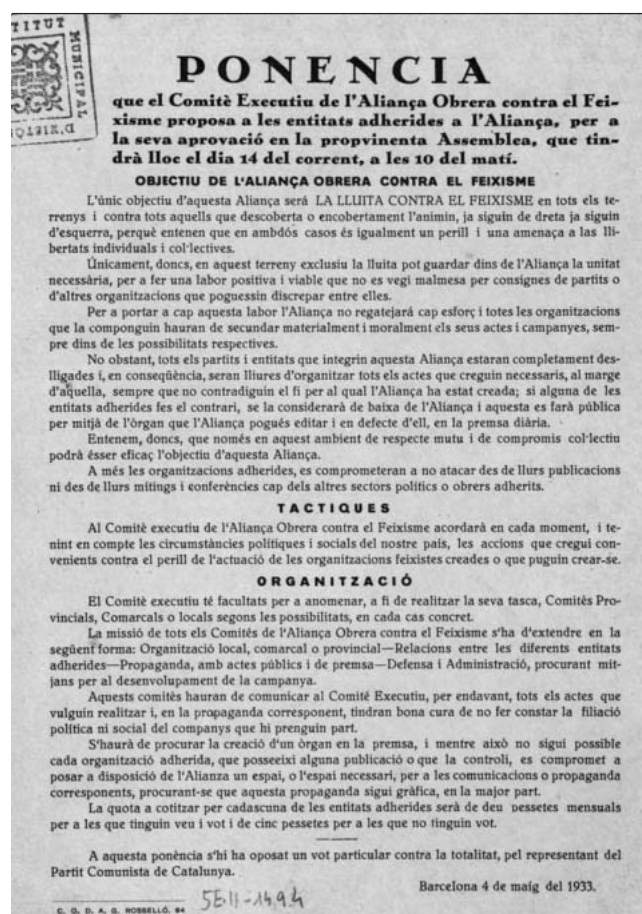 TITUT
MUNICIPAL
D'HISTÒ
PONENCIA
que el Comitè Executiu de l'Aliança Obrera contra el Fei-
xisme proposa a les entitats adherides a l'Aliança, per a
la seva aprovació en la propvinenta Assemblea, que tin-
drà lloc el dia 14 del corrent, a les 10 del matí.
OBJECTIU DE L'ALIANÇA OBRERA CONTRA EL FEIXISME
L'únic objectiu d'aquesta Aliança será LA LLUITA CONTRA EL FEIXISME en tots els te-
rrenys i contra tots aquells que descoberta o encobertament l'animin, ja siguin de dreta ja siguin
d'esquerra, perquè entenen que en ambdós casos és igualment un perill i una amenaça a las lli-
bertats individuals i col·lectives.
Únicament, doncs, en aquest terreny exclusiu la lluita pot guardar dins de l'Aliança la unitat
necessària, per a fer una labor positiva i viable que no es vegi malmesa per consignes de partits o
d'altres organitzacions que poguessin discrepar entre elles.
Per a portar a cap aquesta labor l'Aliança no regatejará cap esforç i totes les organitzacions
que la componguin hauran de secundar materialment i moralment els seus actes i campanyes, sem-
pre dins de les possibilitats respectives.
No obstant, tots els partits i entitats que integrin aquesta Aliança estaran completament des-
lligades i, en conseqüència, seran lliures d'organitzar tots els actes que creguin necessaris, al marge
d'aquella, sempre que no contradiguin el fi per al qual l'Aliança ha estat creada; si alguna de les
entitats adherides fes el contrari, se la considerarà de baixa de l'Aliança i aquesta es farà pública
per mitjà de l'òrgan que l'Aliança pogués editar i en defecte d'ell, en la premsa diària.
Entenem, doncs, que només en aquest ambient de respecte mutu i de compromis col·lectiu
podrà ésser eficaç l'objectiu d'aquesta Aliança.
A més les organitzacions adherides, es comprometeran a no atacar des de llurs publicacions
ni des de llurs mitings i conferències cap dels altres sectors politics o obrers adherits.
TACTIQUES
Al Comitè executiu de l'Aliança Obrera contra el Feixisme acordarà en cada moment, i te-
nint en compte les circumstàncies polítiques i socials del nostre país, les accions que cregui con-
venients contra el perill de l'actuació de les organitzacions feixistes creades o que puguin crear-se.
ORGANITZACIÓ
El Comitè executiu té facultats per a anomenar, a fi de realitzar la seva tasca, Comitès Pro-
vincials, Comarcals o locals segons les possibilitats, en cada cas concret.
La missió de tots els Comités de l'Aliança Obrera contra el Feixisme s'ha d'extendre en la
següent forma: Organització local, comarcal o provincial—Relacions entre les diferents entitats
adherides—Propaganda, amb actes públics i de premsa—Defensa i Administració, procurant mit-
jans per al desenvolupament de la campanya.
Aquests comitès hauran de comunicar al Comité Executiu, per endavant, tots els actes que
vulguin realitzar i, en la propaganda corresponent, tindran bona cura de no fer constar la filiació
política ni social del companys que hi prenguin part.
S'haurà de procurar la creació d'un òrgan en la premsa, i mentre això no sigui possible
cada organització adherida, que posseeixi alguna publicació o que la controli, es compromet a
posar a disposició de l'Alianza un espai, o l'espai necessari, per a les comunicacions o propaganda
corresponents, procurant-se que aquesta propaganda sigui gràfica, en la major part.
La quota a cotitzar per cadascuna de les entitats adherides serà de deu pessetes mensuals
per a les que tinguin veu i vot i de cinc pessetes per a les que no tinguin vot.
A aquesta ponència s'hi ha oposat un vot particular contra la totalitat, pel representant del
Partit Comunista de Catalunya.
Barcelona 4 de maig del 1933.
C. G. D. A. G. ROSSELLÓ, 94
5E-II-14.94